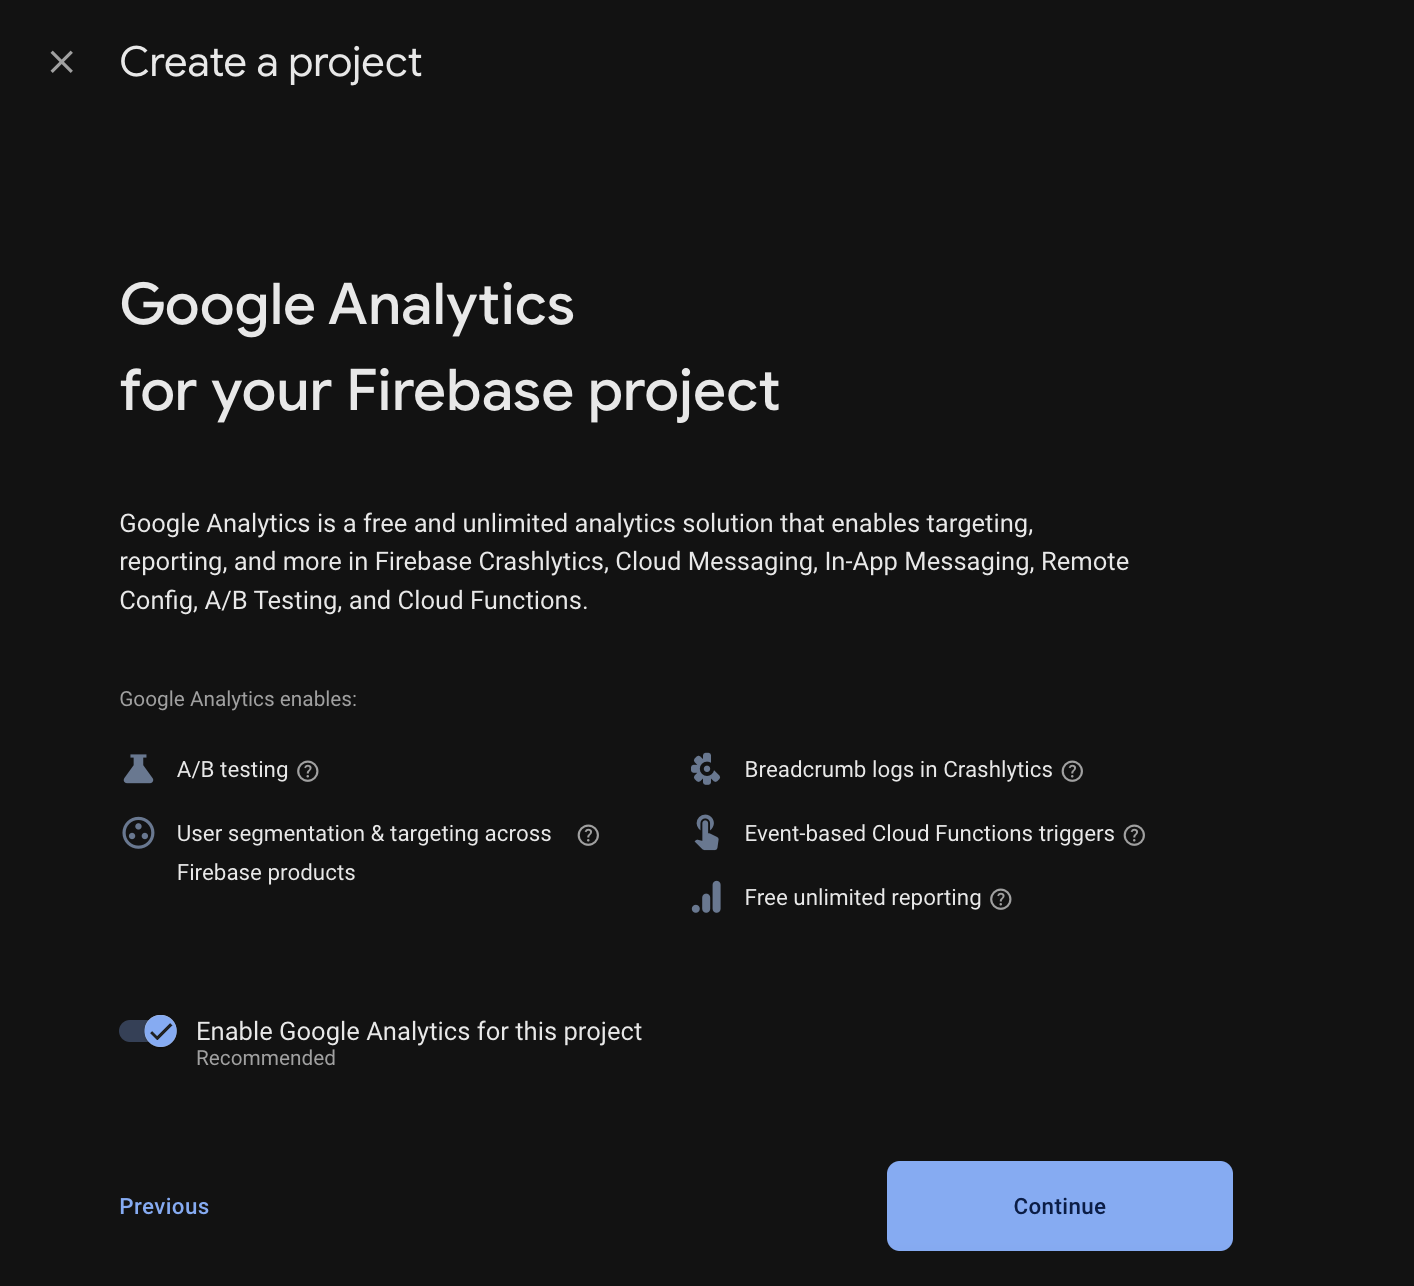 Create a project
Google Analytics
for your Firebase project
Google Analytics is a free and unlimited analytics solution that enables targeting,
reporting, and more in Firebase Crashlytics, Cloud Messaging, In-App Messaging, Remote
Config, A/B Testing, and Cloud Functions.
Google Analytics enables:
A/B testing
User segmentation & targeting across
Firebase products
Breadcrumb logs in Crashlytics
Event-based Cloud Functions triggers
Free unlimited reporting
Enable Google Analytics for this project
Recommended
Previous
Continue